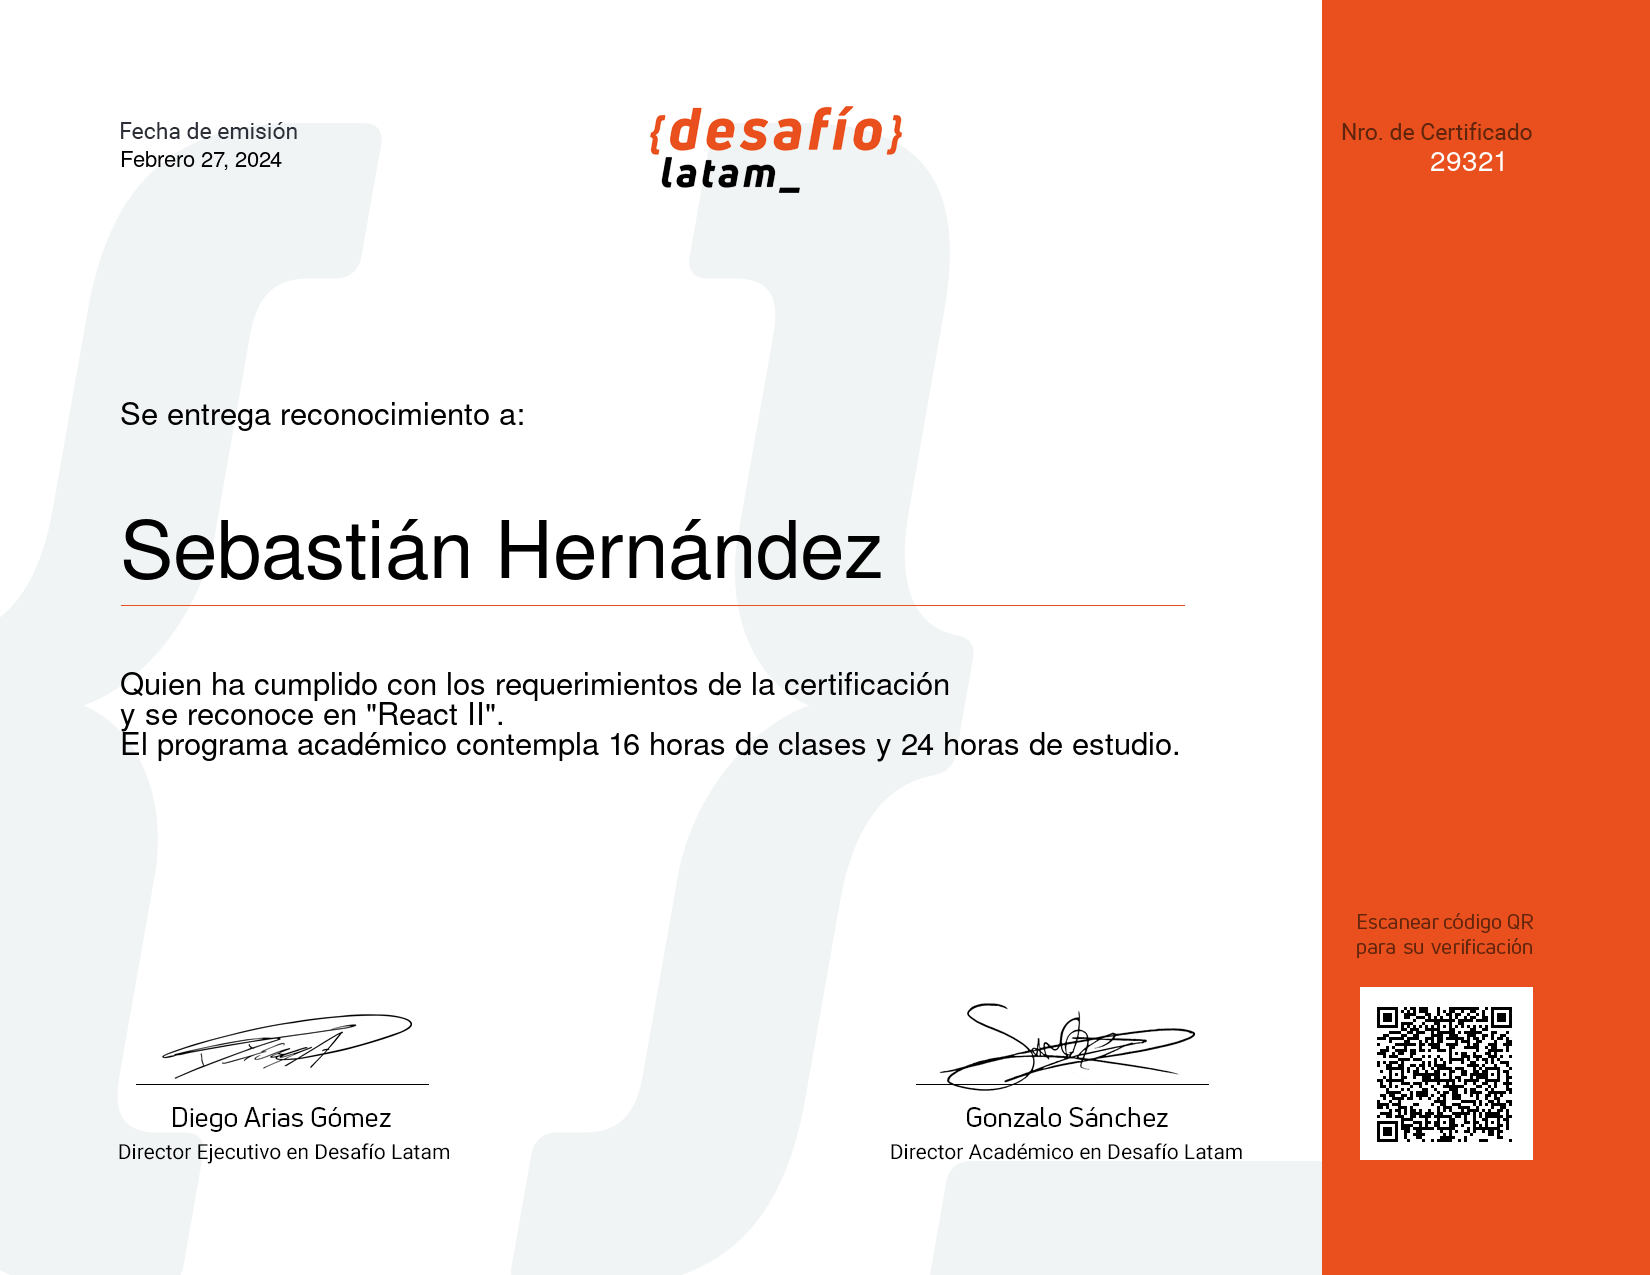 Fecha de emisión
Febrero 27, 2024
{desafío}
latam_
Nro. de Certificado
29321
Se entrega reconocimiento a:
Sebastián Hernández
Quien ha cumplido con los requerimientos de la certificación
y se reconoce en "React II".
El programa académico contempla 16 horas de clases y 24 horas de estudio.
Escanear código QR
para su verificación
Diego Arias Gómez
Director Ejecutivo en Desafío Latam
Gonzalo Sánchez
Director Académico en Desafío Latam